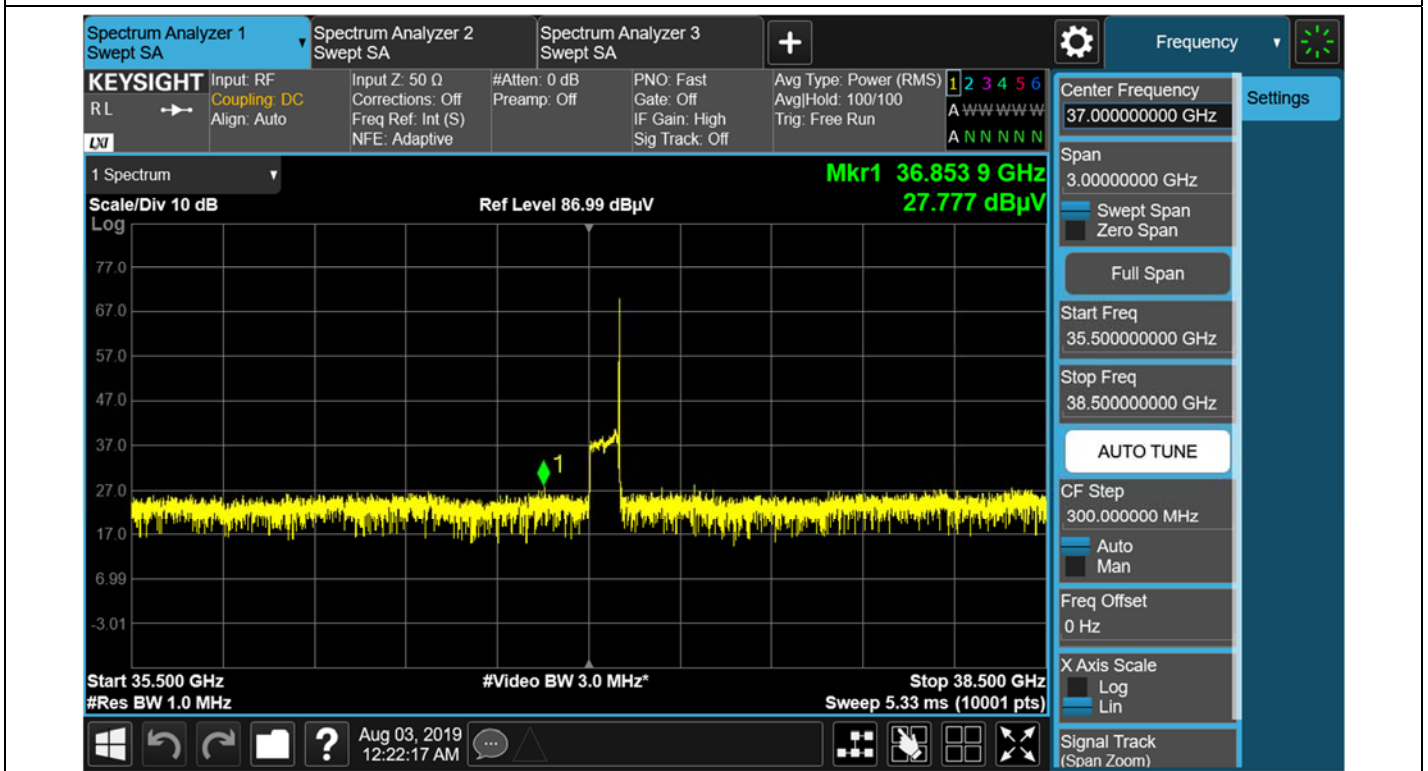 Spectrum Analyzer 1
Swept SA
Spectrum Analyzer 2
Swept SA
Spectrum Analyzer 3
Swept SA
+
Frequency
KEYSIGHT
R L
LXI
Input: RF
Coupling: DC
Align: Auto
Input Z: 50 Ω
Corrections: Off
Freq Ref: Int (S)
NFE: Adaptive
#Atten: 0 dB
Preamp: Off
PNO: Fast
Gate: Off
IF Gain: High
Sig Track: Off
Avg Type: Power (RMS)
Avg|Hold: 100/100
Trig: Free Run
1 2 3 4 5 6
A W W W W W
A N N N N N
1 Spectrum
Scale/Div 10 dB
Log
Ref Level 86.99 dBµV
Mkr1 36.853 9 GHz
27.777 dBµV
77.0
67.0
57.0
47.0
37.0
27.0
17.0
6.99
-3.01
1
Start 35.500 GHz
#Res BW 1.0 MHz
#Video BW 3.0 MHz*
Stop 38.500 GHz
Sweep 5.33 ms (10001 pts)
?
Aug 03, 2019
12:22:17 AM
Center Frequency
37.000000000 GHz
Settings
Span
3.00000000 GHz
Swept Span
Zero Span
Full Span
Start Freq
35.500000000 GHz
Stop Freq
38.500000000 GHz
AUTO TUNE
CF Step
300.000000 MHz
Auto
Man
Freq Offset
0 Hz
X Axis Scale
Log
Lin
Signal Track
(Span Zoom)